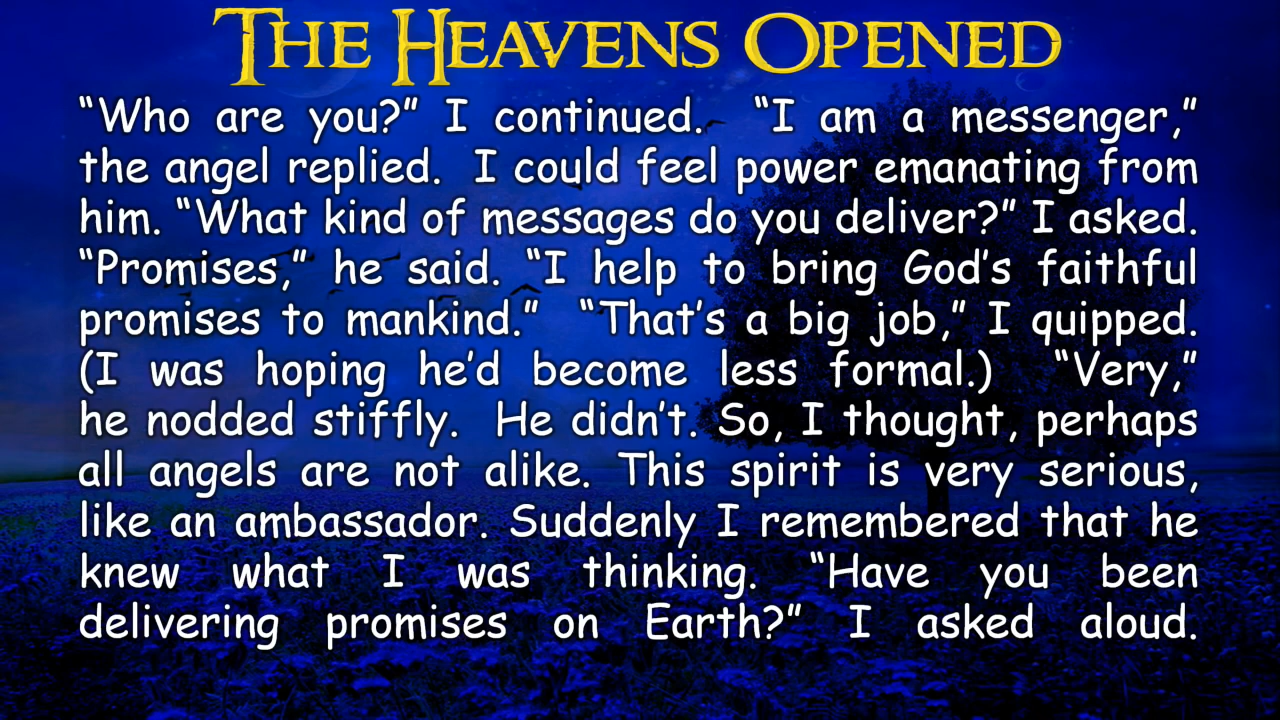 THE HEAVENS OPENED
“Who are you?” I continued.  “I am a messenger,”
the angel replied.  I could feel power emanating from
him. “What kind of messages do you deliver?” I asked.
“Promises,” he said. “I help to bring God’s faithful
promises to mankind.”  “That’s a big job,” I quipped.
(I was hoping he’d become less formal.)  “Very,”
he nodded stiffly.  He didn’t. So, I thought, perhaps
all angels are not alike. This spirit is very serious,
like an ambassador. Suddenly I remembered that he
knew what I was thinking. “Have you been
delivering promises on Earth?” I asked aloud.